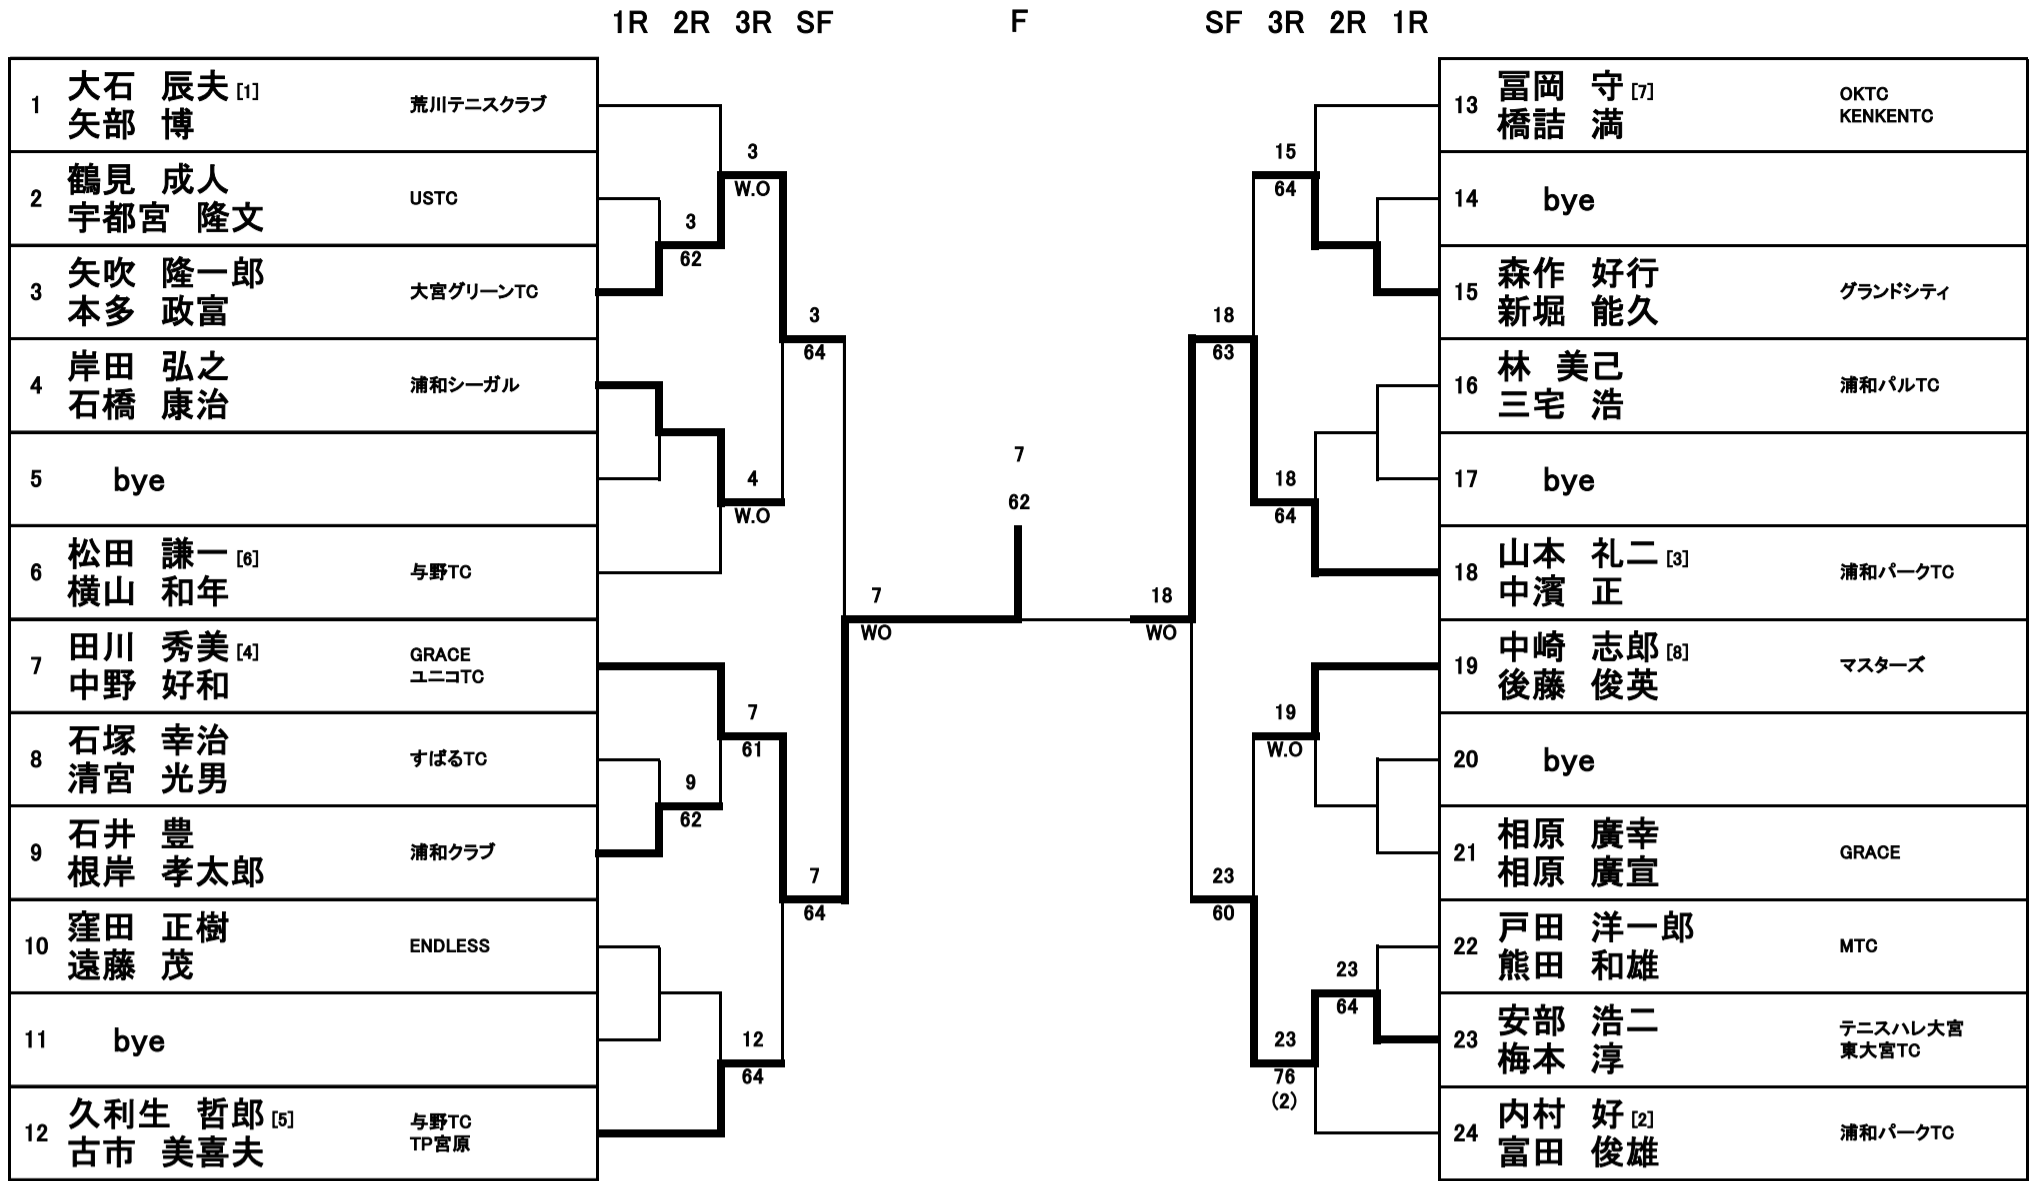 1R 2R 3R SF F SF 3R 2R 1R
1 大石 辰夫 [1] 荒川テニスクラブ
矢部 博
2 鶴見 成人 USTC
宇都宮 隆文
3 矢吹 隆一郎 大宮グリーンTC
本多 政富
4 岸田 弘之 浦和シーガル
石橋 康治
5 bye
6 松田 謙一 [6] 与野TC
横山 和年
7 田川 秀美 [4] GRACE
中野 好和 ユニコTC
8 石塚 幸治 すばるTC
清宮 光男
9 石井 豊 浦和クラブ
根岸 孝太郎
10 窪田 正樹 ENDLESS
遠藤 茂
11 bye
12 久利生 哲郎 [5] 与野TC
古市 美喜夫 TP宮原
3
62
9
62
3
W.O
4
W.O
7
61
12
64
3
64
7
64
7
WO
7
62
18
WO
18
63
23
60
15
64
18
64
19
W.O
23
76
(2)
23
64
13 冨岡 守 [7] OKTC
橋詰 満 KENKENTC
14 bye
15 森作 好行 グランドシティ
新堀 能久
16 林 美己 浦和パルTC
三宅 浩
17 bye
18 山本 礼二 [3] 浦和パークTC
中濱 正
19 中崎 志郎 [8] マスターズ
後藤 俊英
20 bye
21 相原 廣幸 GRACE
相原 廣宣
22 戸田 洋一郎 MTC
熊田 和雄
23 安部 浩二 テニスハレ大宮
梅本 淳 東大宮TC
24 内村 好 [2] 浦和パークTC
富田 俊雄